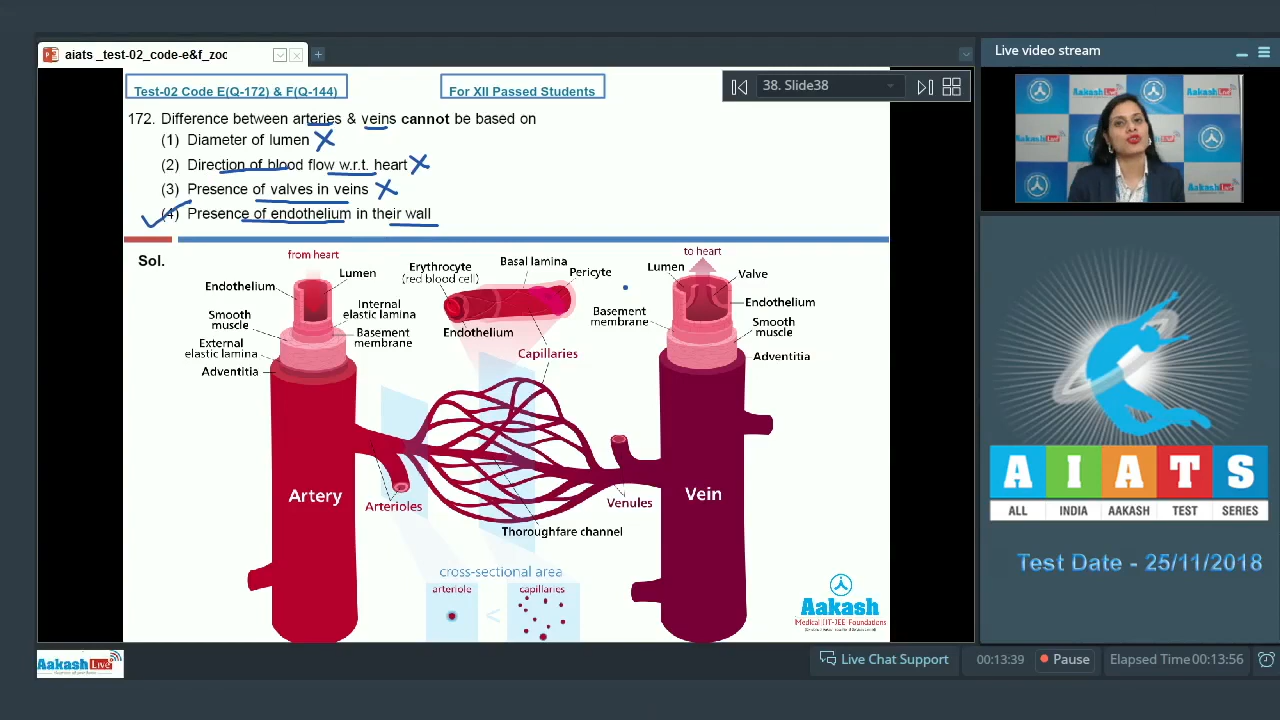 aiats _test-02_code-e&f_zoc
Live video stream
Test-02 Code E(Q-172) & F(Q-144)
For XII Passed Students
38. Slide38
172. Difference between arteries & veins cannot be based on
(1) Diameter of lumen
(2) Direction of blood flow w.r.t. heart
(3) Presence of valves in veins
(4) Presence of endothelium in their wall
Sol.
from heart
Lumen
Endothelium
Internal
elastic lamina
Smooth
muscle
Basement
membrane
External
elastic lamina
Adventitia
Erythrocyte
(red blood cell)
Basal lamina
Pericyte
Endothelium
Capillaries
to heart
Lumen
Valve
Endothelium
Basement
membrane
Smooth
muscle
Adventitia
Artery
Arterioles
Venules
Vein
Thoroughfare channel
cross-sectional area
arteriole
<
capillaries
Aakash
Medical|IIT-JEE|Foundations
A I A T S
ALL INDIA AAKASH TEST SERIES
Test Date - 25/11/2018
Aakash Live
Live Chat Support
00:13:39
Pause
Elapsed Time 00:13:56